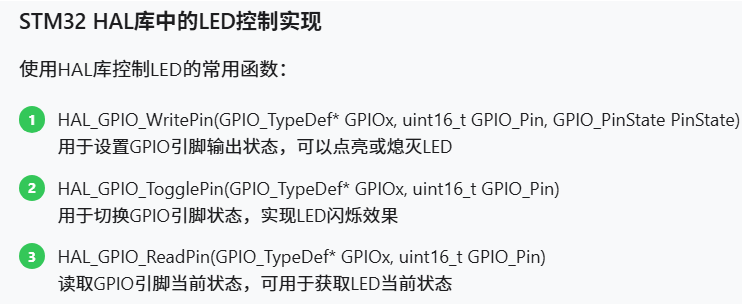 STM32 HAL库中的LED控制实现
使用HAL库控制LED的常用函数：
1 HAL_GPIO_WritePin(GPIO_TypeDef* GPIOx, uint16_t GPIO_Pin, GPIO_PinState PinState)
用于设置GPIO引脚输出状态，可以点亮或熄灭LED
2 HAL_GPIO_TogglePin(GPIO_TypeDef* GPIOx, uint16_t GPIO_Pin)
用于切换GPIO引脚状态，实现LED闪烁效果
3 HAL_GPIO_ReadPin(GPIO_TypeDef* GPIOx, uint16_t GPIO_Pin)
读取GPIO引脚当前状态，可用于获取LED当前状态